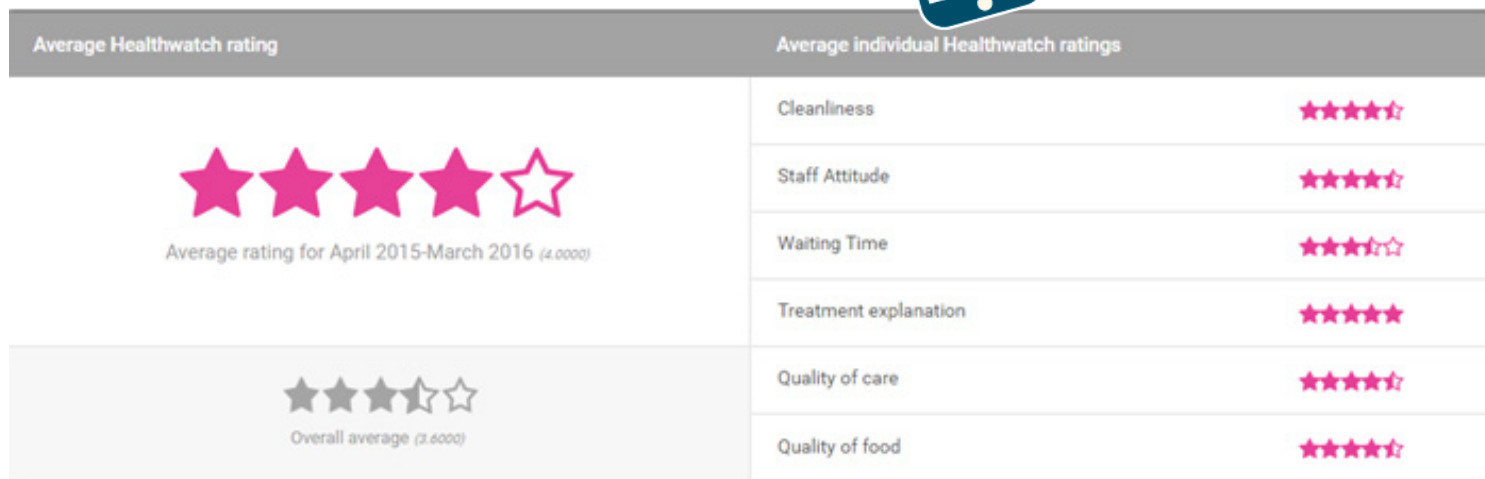 Average Healthwatch rating
Average rating for April 2015-March 2016 (4.0000)
Overall average (3.6000)
Average individual Healthwatch ratings
Cleanliness
Staff Attitude
Waiting Time
Treatment explanation
Quality of care
Quality of food